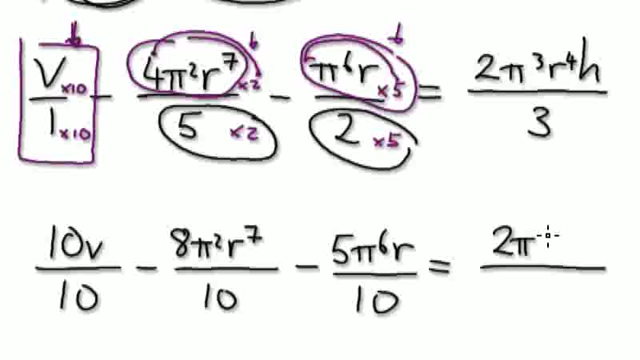 V×10/1×10 - 4π²r⁷×2/5×2 - π⁶r×5/2×5 = 2π³r⁴h/3
10v/10 - 8π²r⁷/10 - 5π⁶r/10 = 2π